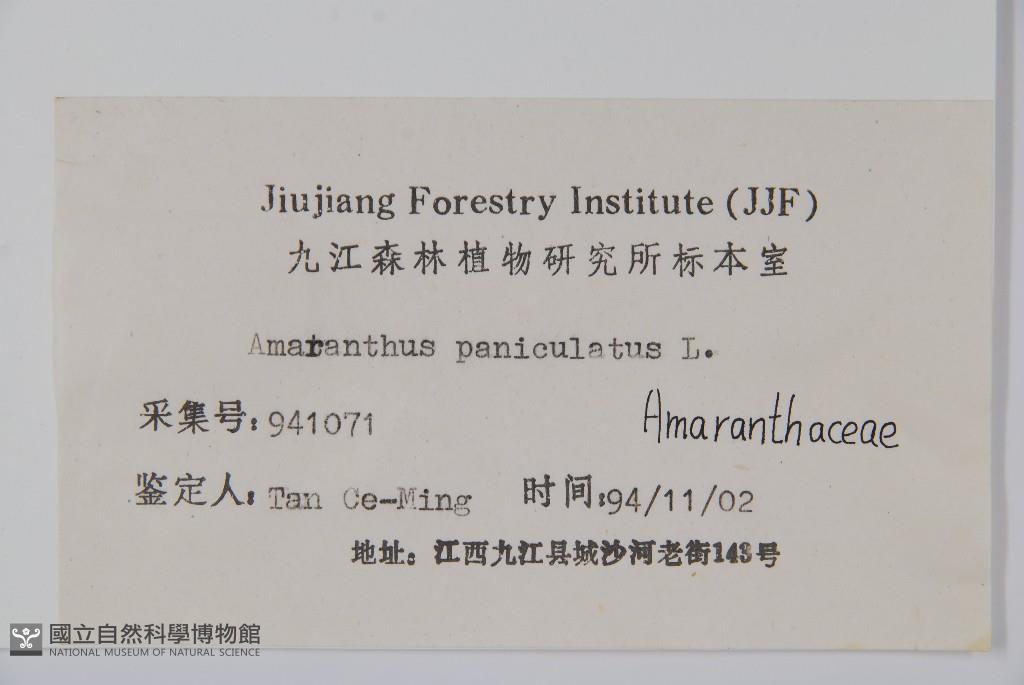 Jiujiang Forestry Institute (JJF)
九江森林植物研究所标本室
Amaranthus paniculatus L.
采集号:941071
Amaranthaceae
鉴定人:Tan Ce-Ming 时间:94/11/02
地址:江西九江县城沙河老街143号
國立自然科學博物館
NATIONAL MUSEUM OF NATURAL SCIENCE